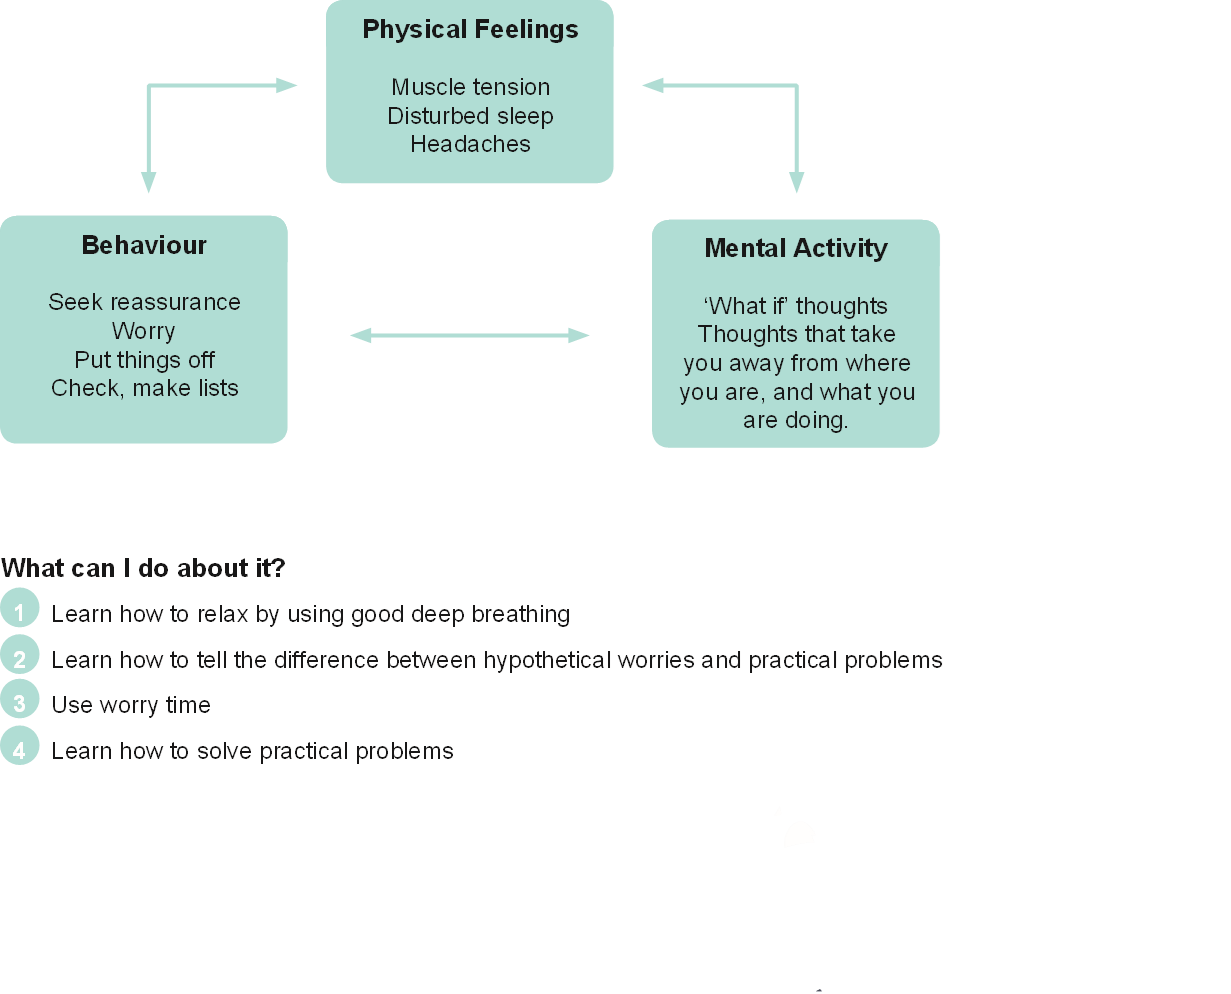 Physical Feelings
Muscle tension
Disturbed sleep
Headaches
Behaviour
Seek reassurance
Worry
Put things off
Check, make lists
Mental Activity
‘What if’ thoughts
Thoughts that take
you away from where
you are, and what you
are doing.
What can I do about it?
1 Learn how to relax by using good deep breathing
2 Learn how to tell the difference between hypothetical worries and practical problems
3 Use worry time
4 Learn how to solve practical problems